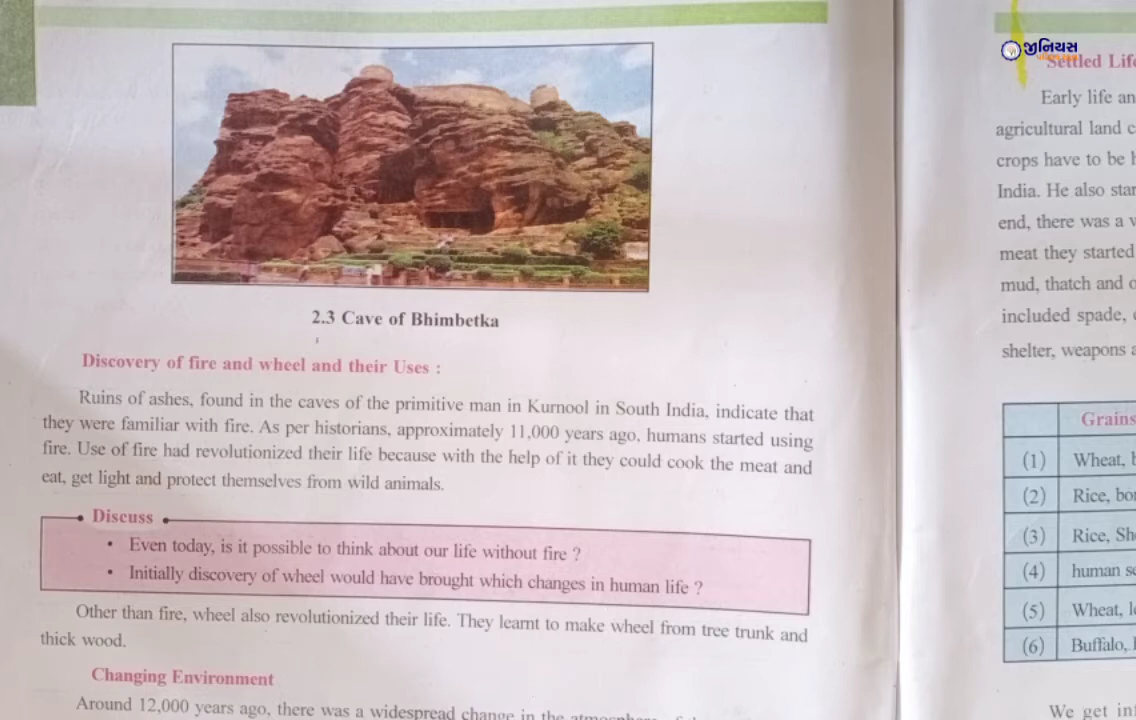 2.3 Cave of Bhimbetka
Discovery of fire and wheel and their Uses :
Ruins of ashes, found in the caves of the primitive man in Kurnool in South India, indicate that
they were familiar with fire. As per historians, approximately 11,000 years ago, humans started using
fire. Use of fire had revolutionized their life because with the help of it they could cook the meat and
eat, get light and protect themselves from wild animals.
Discuss
• Even today, is it possible to think about our life without fire ?
• Initially discovery of wheel would have brought which changes in human life ?
Other than fire, wheel also revolutionized their life. They learnt to make wheel from tree trunk and
thick wood.
Changing Environment
Around 12,000 years ago, there was a widespread change in the
જીનિયસ
Settled
Early life
agricultural land
crops have to be
India. He also
end, there was a
meat they started
mud, thatch and
included spade,
shelter, weapons
Grains
(1) Wheat,
(2) Rice,
(3) Rice,
(4) human
(5) Wheat,
(6) Buffalo,
We get